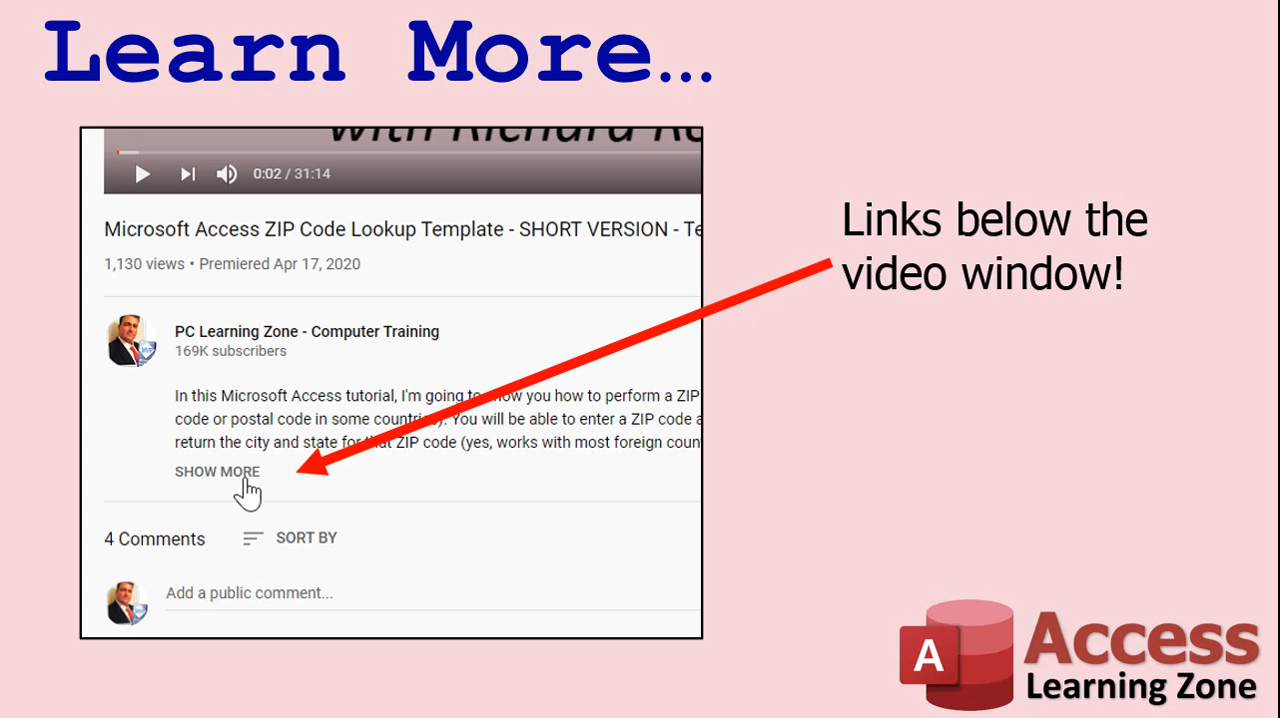 Learn More...
with Richard
0:02 / 31:14
Microsoft Access ZIP Code Lookup Template - SHORT VERSION - Te
1,130 views • Premiered Apr 17, 2020
PC Learning Zone - Computer Training
169K subscribers
In this Microsoft Access tutorial, I'm going to show you how to perform a ZIP
code or postal code in some countries). You will be able to enter a ZIP code a
return the city and state for that ZIP code (yes, works with most foreign coun
SHOW MORE
4 Comments
SORT BY
Add a public comment...
Links below the
video window!
A
Access
Learning Zone